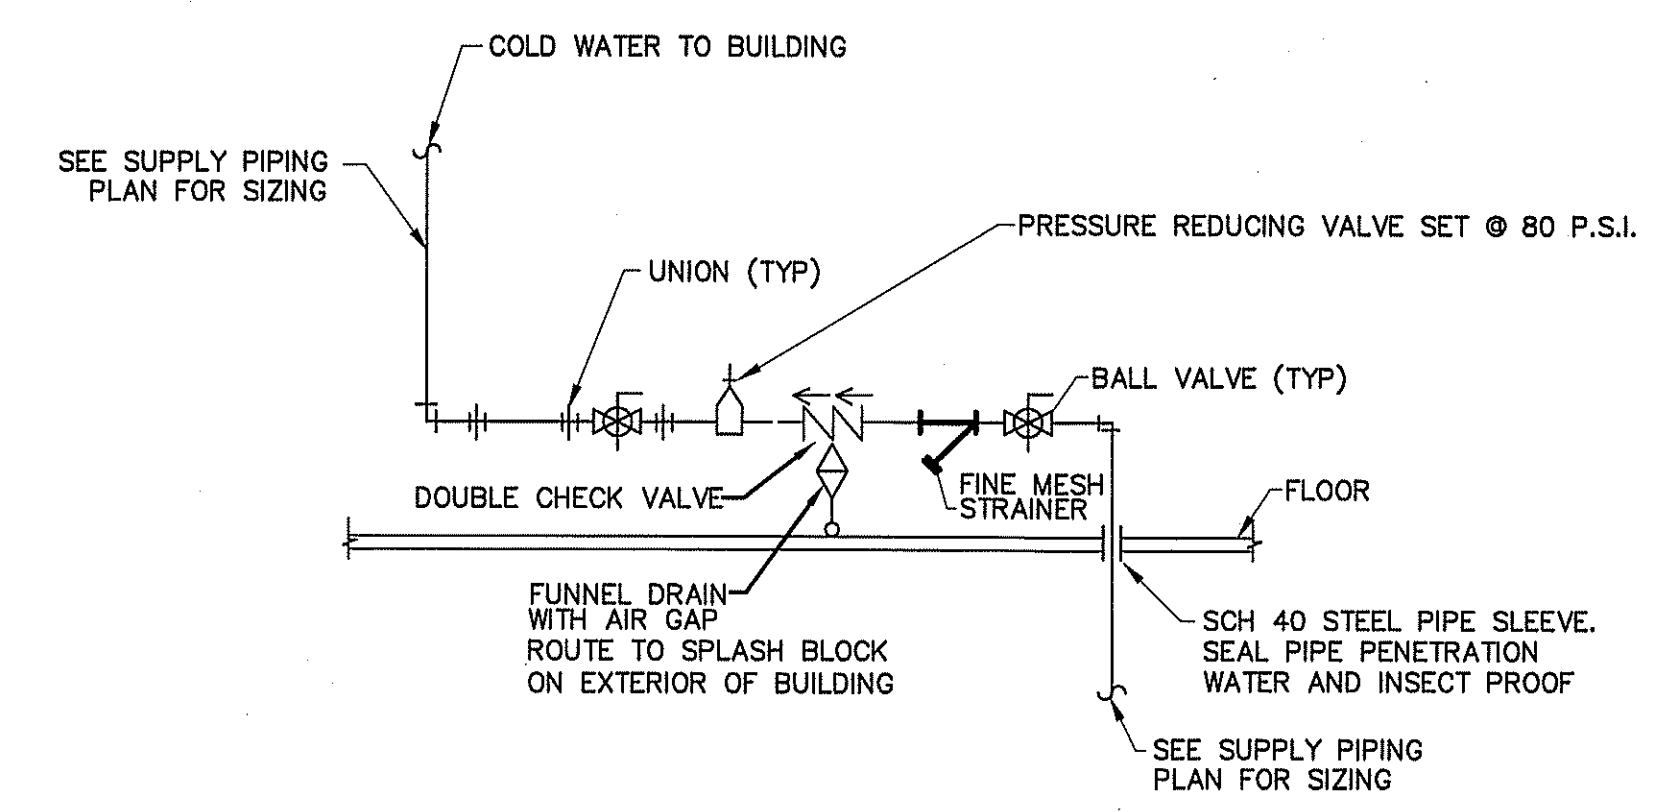 COLD WATER TO BUILDING
SEE SUPPLY PIPING
PLAN FOR SIZING
PRESSURE REDUCING VALVE SET @ 80 P.S.I.
UNION (TYP)
BALL VALVE (TYP)
DOUBLE CHECK VALVE
FINE MESH
STRAINER
FLOOR
FUNNEL DRAIN
WITH AIR GAP
ROUTE TO SPLASH BLOCK
ON EXTERIOR OF BUILDING
SCH 40 STEEL PIPE SLEEVE.
SEAL PIPE PENETRATION
WATER AND INSECT PROOF
SEE SUPPLY PIPING
PLAN FOR SIZING